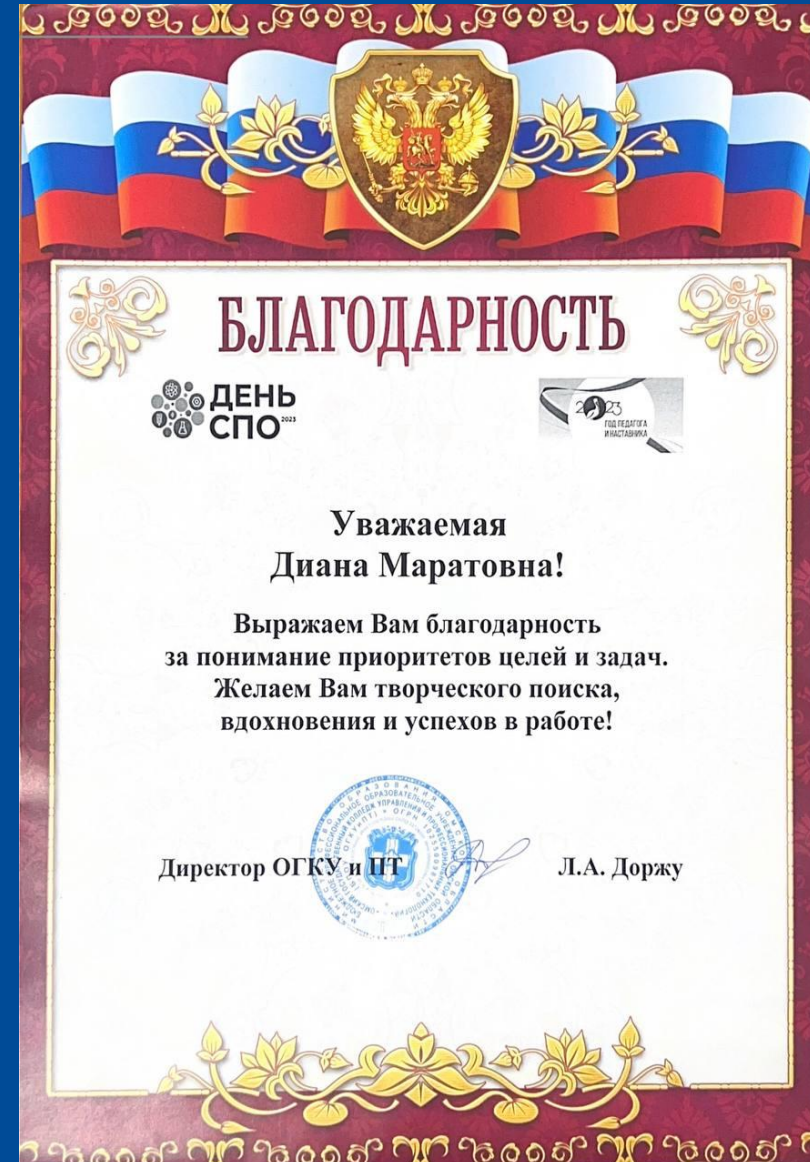 БЛАГОДАРНОСТЬ
ДЕНЬ
СПО 2023
2023
ГОД ПЕДАГОГА
И НАСТАВНИКА
Уважаемая
Диана Маратовна!
Выражаем Вам благодарность
за понимание приоритетов целей и задач.
Желаем Вам творческого поиска,
вдохновения и успехов в работе!
Директор ОГКУ и ПТ
Л.А. Доржу